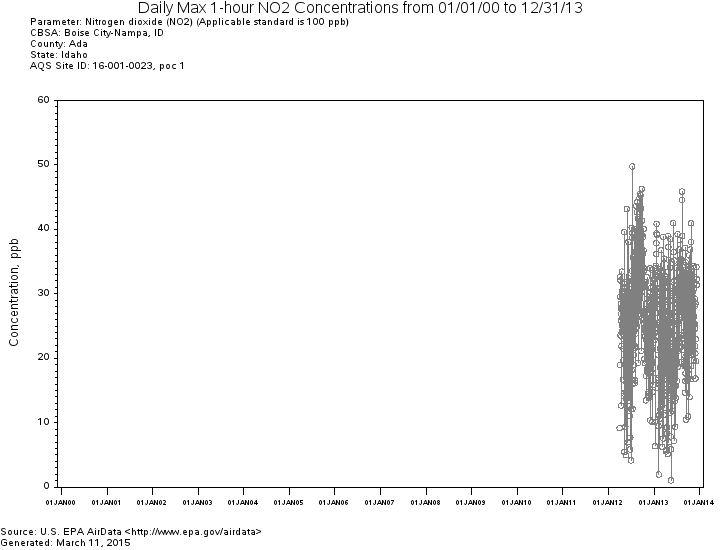 Daily Max 1-hour NO2 Concentrations from 01/01/00 to 12/31/13
Parameter: Nitrogen dioxide (NO2) (Applicable standard is 100 ppb)
CBSA: Boise City-Nampa, ID
County: Ada
State: Idaho
AQS Site ID: 16-001-0023, poc 1
60
50
40
30
20
10
0
Concentration, ppb
01JAN00 01JAN01 01JAN02 01JAN03 01JAN04 01JAN05 01JAN06 01JAN07 01JAN08 01JAN09 01JAN10 01JAN11 01JAN12 01JAN13 01JAN14
Source: U.S. EPA AirData <http://www.epa.gov/airdata>
Generated: March 11, 2015